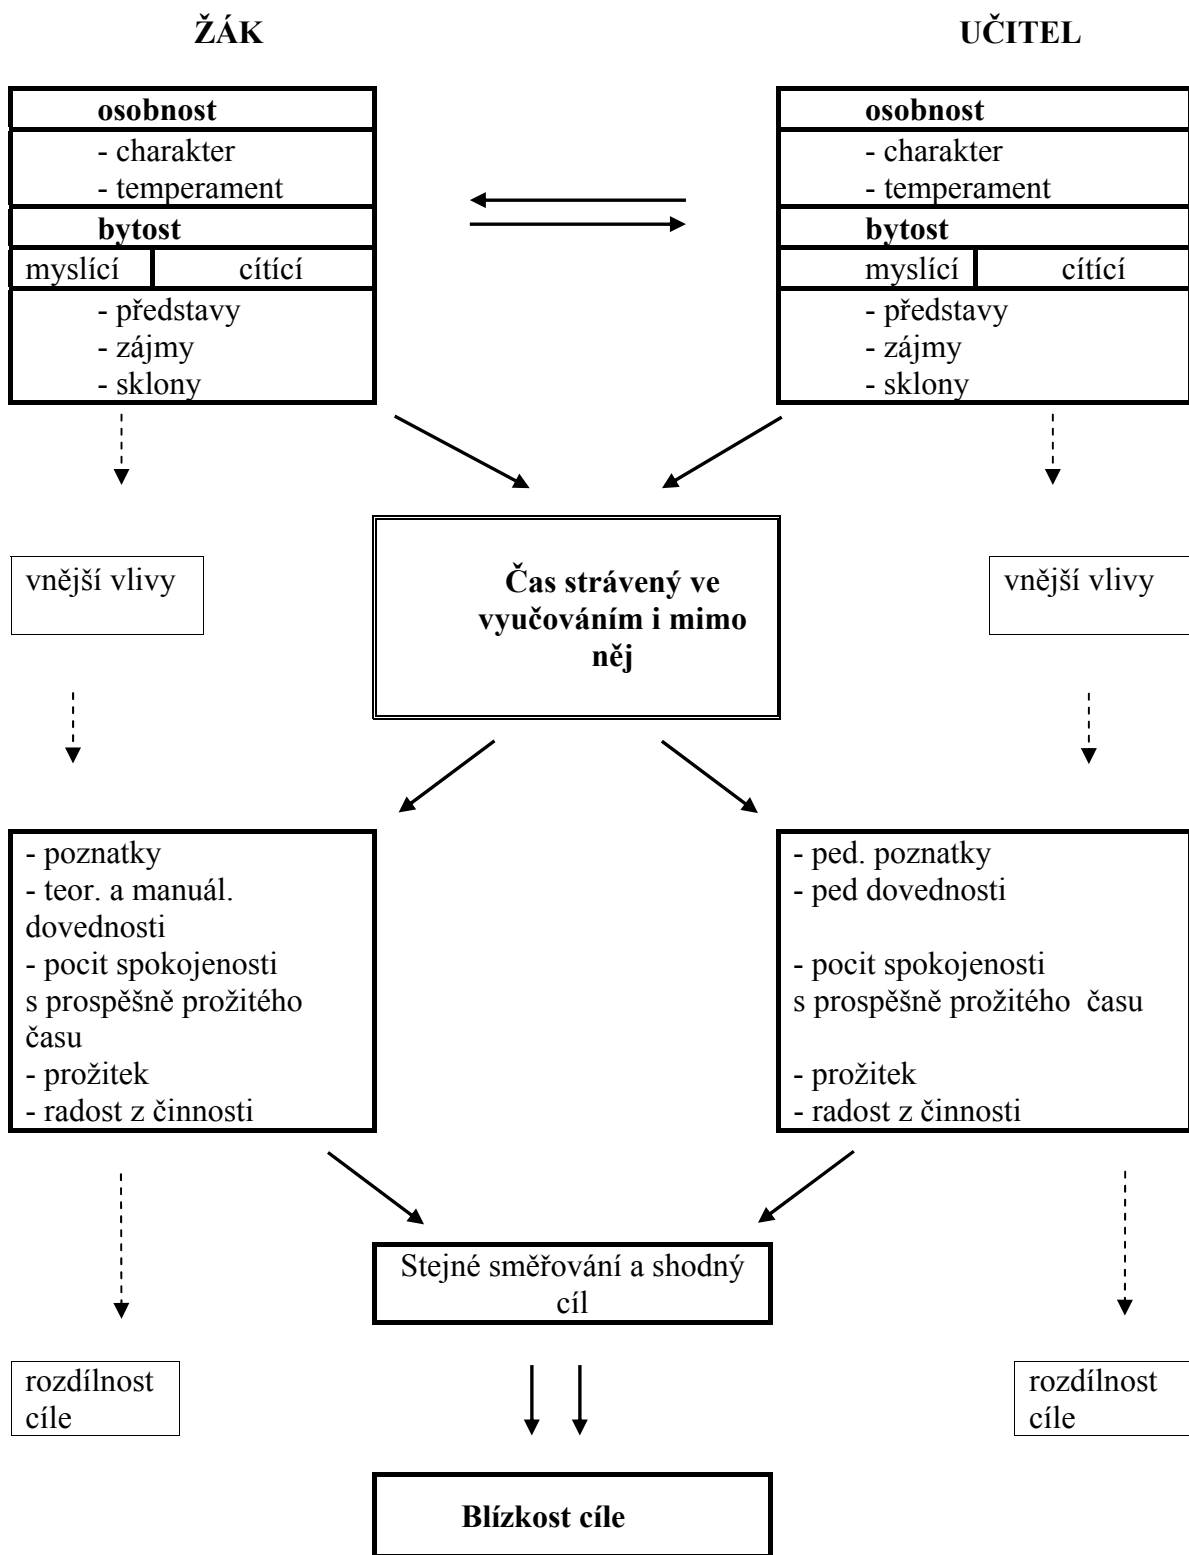 ŽÁK
UČITEL
osobnost
- charakter
- temperament
bytost
myslící
cítící
- představy
- zájmy
- sklony
osobnost
- charakter
- temperament
bytost
myslící
cítící
- představy
- zájmy
- sklony
vnější vlivy
Čas strávený ve
vyučováním i mimo
něj
vnější vlivy
- poznatky
- teor. a manuál.
dovednosti
- pocit spokojenosti
s prospěšně prožitého
času
- prožitek
- radost z činnosti
- ped. poznatky
- ped dovednosti
- pocit spokojenosti
s prospěšně prožitého  času
- prožitek
- radost z činnosti
Stejné směřování a shodný
cíl
rozdílnost
cíle
rozdílnost
cíle
Blízkost cíle